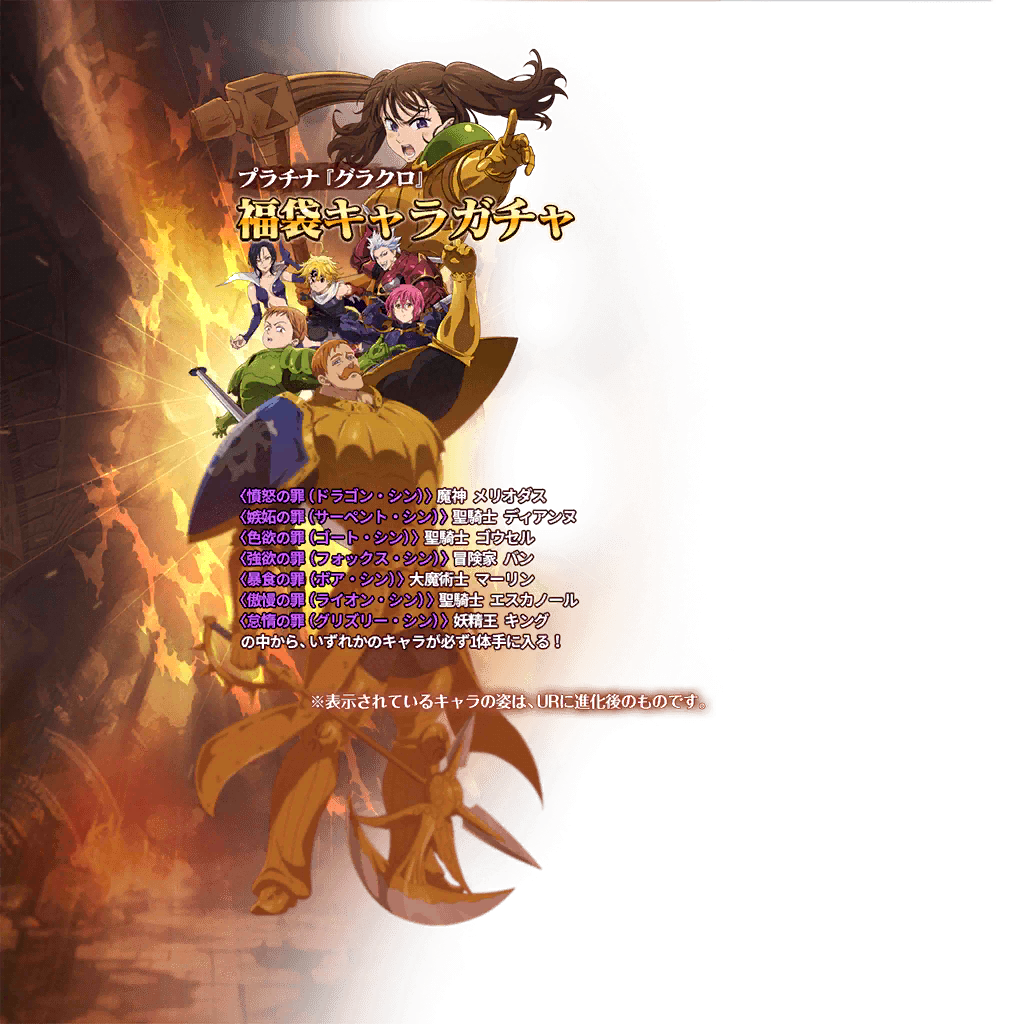 プラチナ『グラクロ』
福袋キャラガチャ
〈憤怒の罪（ドラゴン・シン）〉魔神 メリオダス
〈嫉妬の罪（サーペント・シン）〉聖騎士 ディアンヌ
〈色欲の罪（ゴート・シン）〉聖騎士 ゴウセル
〈強欲の罪（フォックス・シン）〉冒険家 バン
〈暴食の罪（ボア・シン）〉大魔術士 マーリン
〈傲慢の罪（ライオン・シン）〉聖騎士 エスカノール
〈怠惰の罪（グリズリー・シン）〉妖精王 キング
の中から、いずれかのキャラが必ず1体手に入る！
※表示されているキャラの姿は、URに進化後のものです。